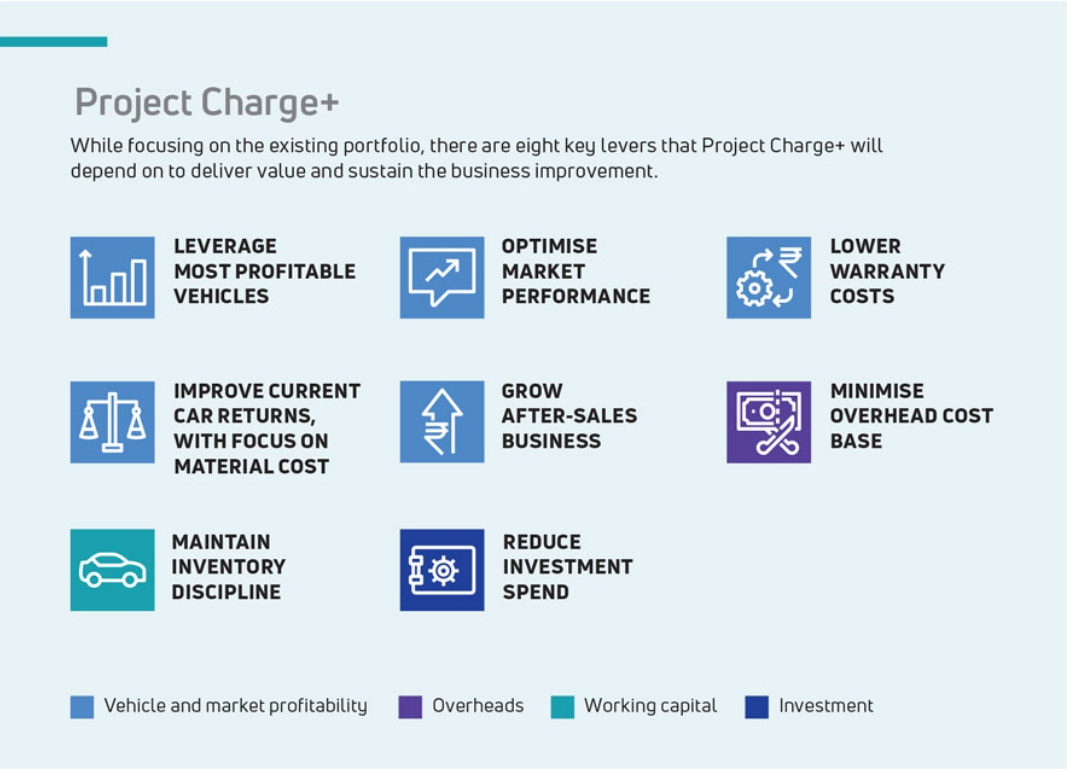 Project Charge+
While focusing on the existing portfolio, there are eight key levers that Project Charge+ will
depend on to deliver value and sustain the business improvement.
LEVERAGE
MOST PROFITABLE
VEHICLES
OPTIMISE
MARKET
PERFORMANCE
LOWER
WARRANTY
COSTS
IMPROVE CURRENT
CAR RETURNS,
WITH FOCUS ON
MATERIAL COST
GROW
AFTER-SALES
BUSINESS
MINIMISE
OVERHEAD COST
BASE
MAINTAIN
INVENTORY
DISCIPLINE
REDUCE
INVESTMENT
SPEND
Vehicle and market profitability
Overheads
Working capital
Investment